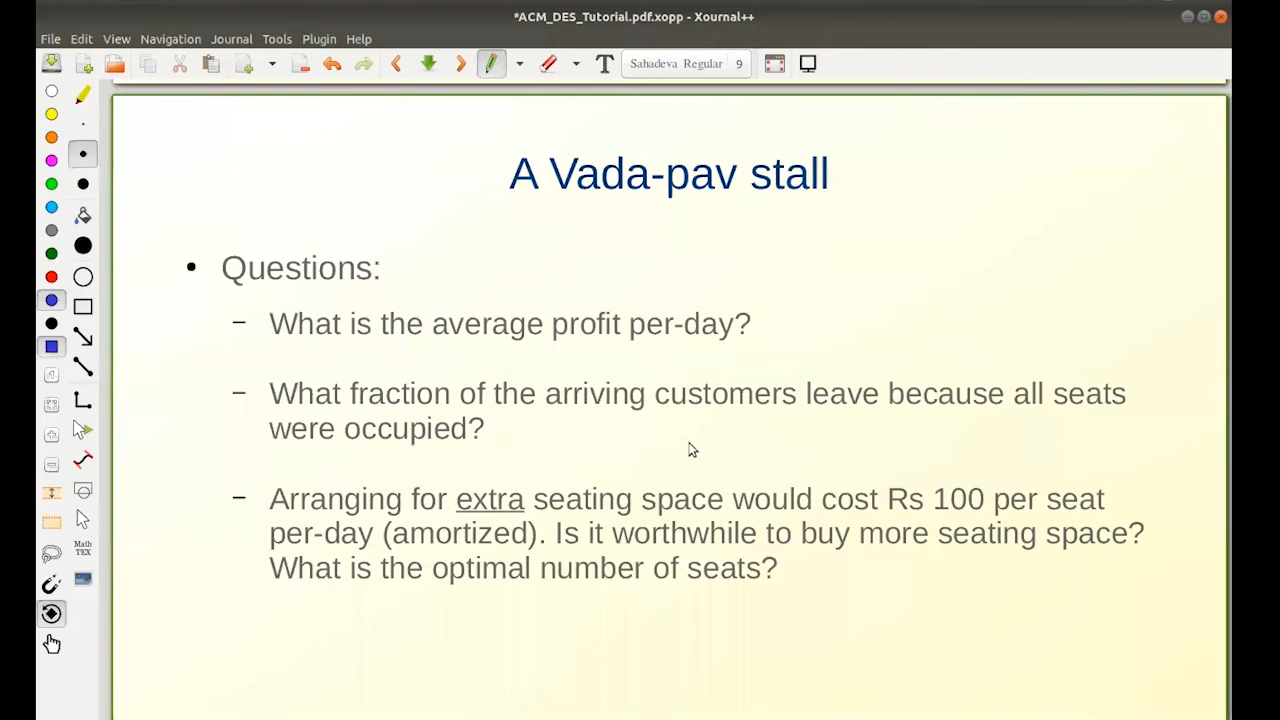 *ACM_DES_Tutorial.pdf.xopp - Xournal++
File Edit View Navigation Journal Tools Plugin Help
Sahadeva Regular 9
A Vada-pav stall
• Questions:
– What is the average profit per-day?
– What fraction of the arriving customers leave because all seats
were occupied?
– Arranging for extra seating space would cost Rs 100 per seat
per-day (amortized). Is it worthwhile to buy more seating space?
What is the optimal number of seats?
Math
TEX